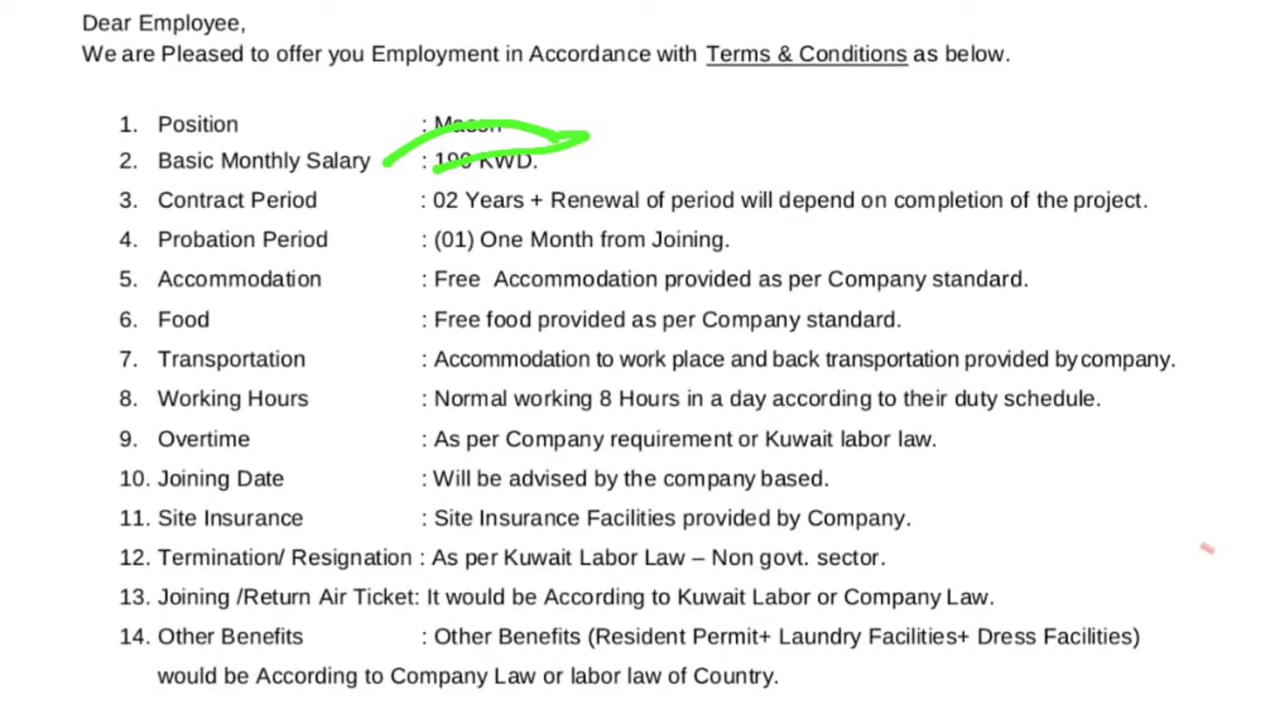 Dear Employee,
We are Pleased to offer you Employment in Accordance with Terms & Conditions as below.
1. Position : Mason
2. Basic Monthly Salary : KWD.
3. Contract Period : 02 Years + Renewal of period will depend on completion of the project.
4. Probation Period : (01) One Month from Joining.
5. Accommodation : Free Accommodation provided as per Company standard.
6. Food : Free food provided as per Company standard.
7. Transportation : Accommodation to work place and back transportation provided by company.
8. Working Hours : Normal working 8 Hours in a day according to their duty schedule.
9. Overtime : As per Company requirement or Kuwait labor law.
10. Joining Date : Will be advised by the company based.
11. Site Insurance : Site Insurance Facilities provided by Company.
12. Termination/ Resignation : As per Kuwait Labor Law – Non govt. sector.
13. Joining /Return Air Ticket: It would be According to Kuwait Labor or Company Law.
14. Other Benefits : Other Benefits (Resident Permit+ Laundry Facilities+ Dress Facilities)
would be According to Company Law or labor law of Country.